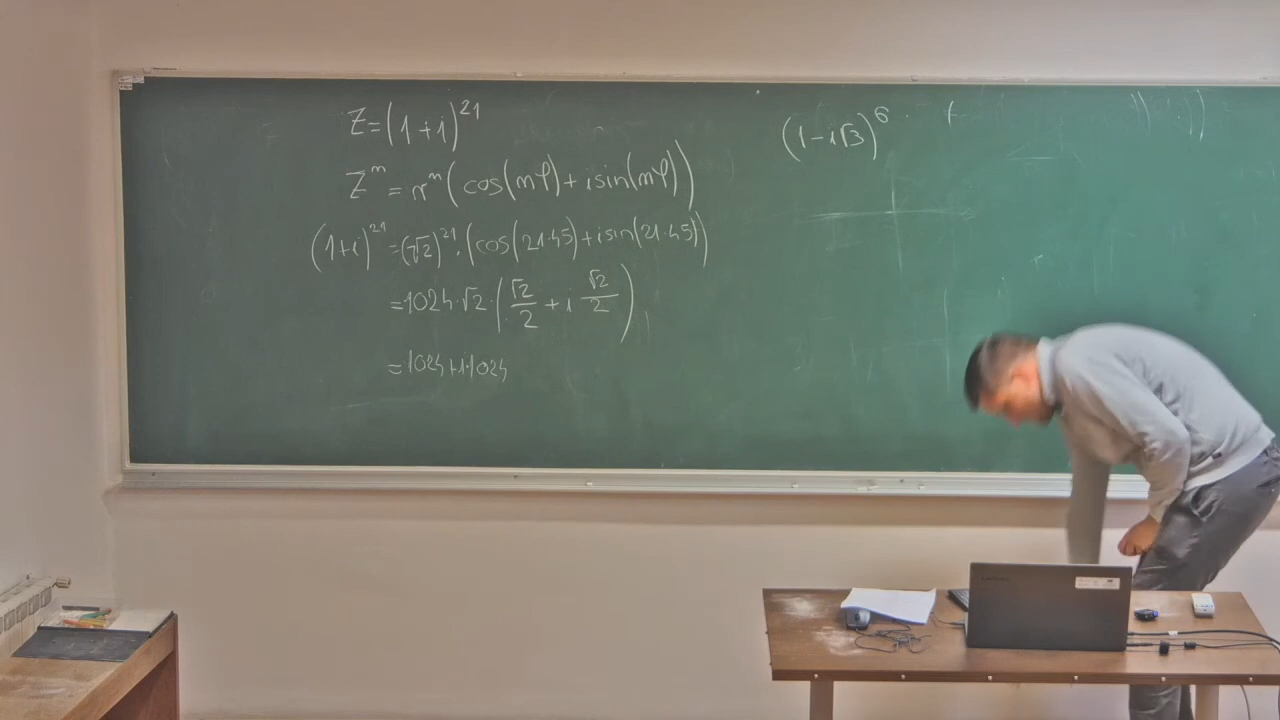 Z=(1+i)^21
Z^n = r^n (cos(nφ)+isin(nφ))
(1+i)^21 =(√2)^21 · (cos(21·45)+isin(21·45))
=1024·√2·(√2/2 + i √2/2)
=1024+i·1024
(1-i√3)^6